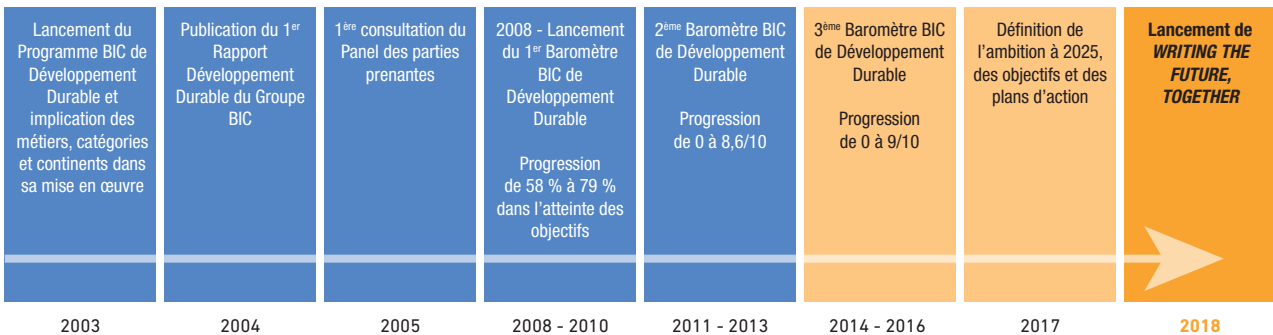 Lancement du
Programme BIC de
Développement
Durable et
implication des
métiers, catégories
et continents dans
sa mise en œuvre
Publication du 1er
Rapport
Développement
Durable du Groupe
BIC
1ère consultation du
Panel des parties
prenantes
2008 - Lancement
du 1er Baromètre
BIC de
Développement
Durable
Progression
de 58 % à 79 %
dans l’atteinte des
objectifs
2ème Baromètre BIC
de Développement
Durable
Progression
de 0 à 8,6/10
3ème Baromètre BIC
de Développement
Durable
Progression
de 0 à 9/10
Définition de
l’ambition à 2025,
des objectifs et des
plans d’action
Lancement de
WRITING THE
FUTURE,
TOGETHER
2003
2004
2005
2008 - 2010
2011 - 2013
2014 - 2016
2017
2018